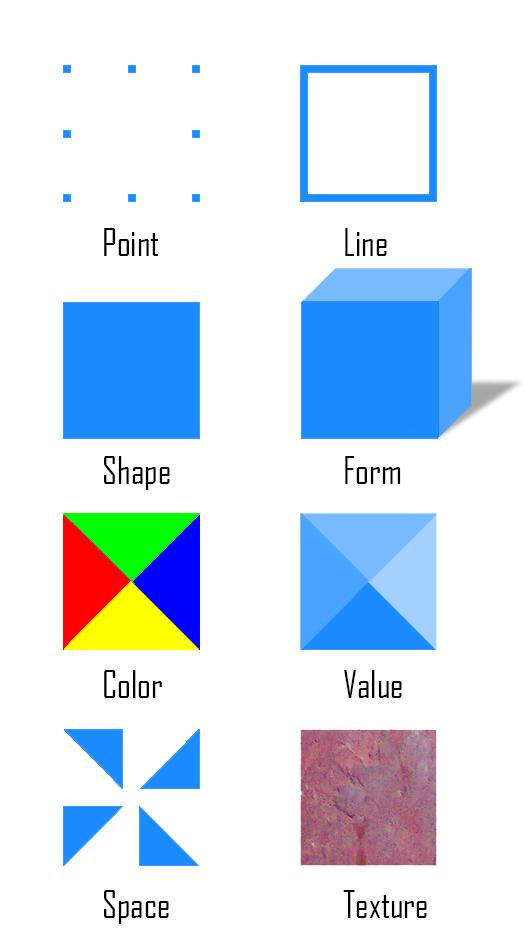 Point
Line
Shape
Form
Color
Value
Space
Texture